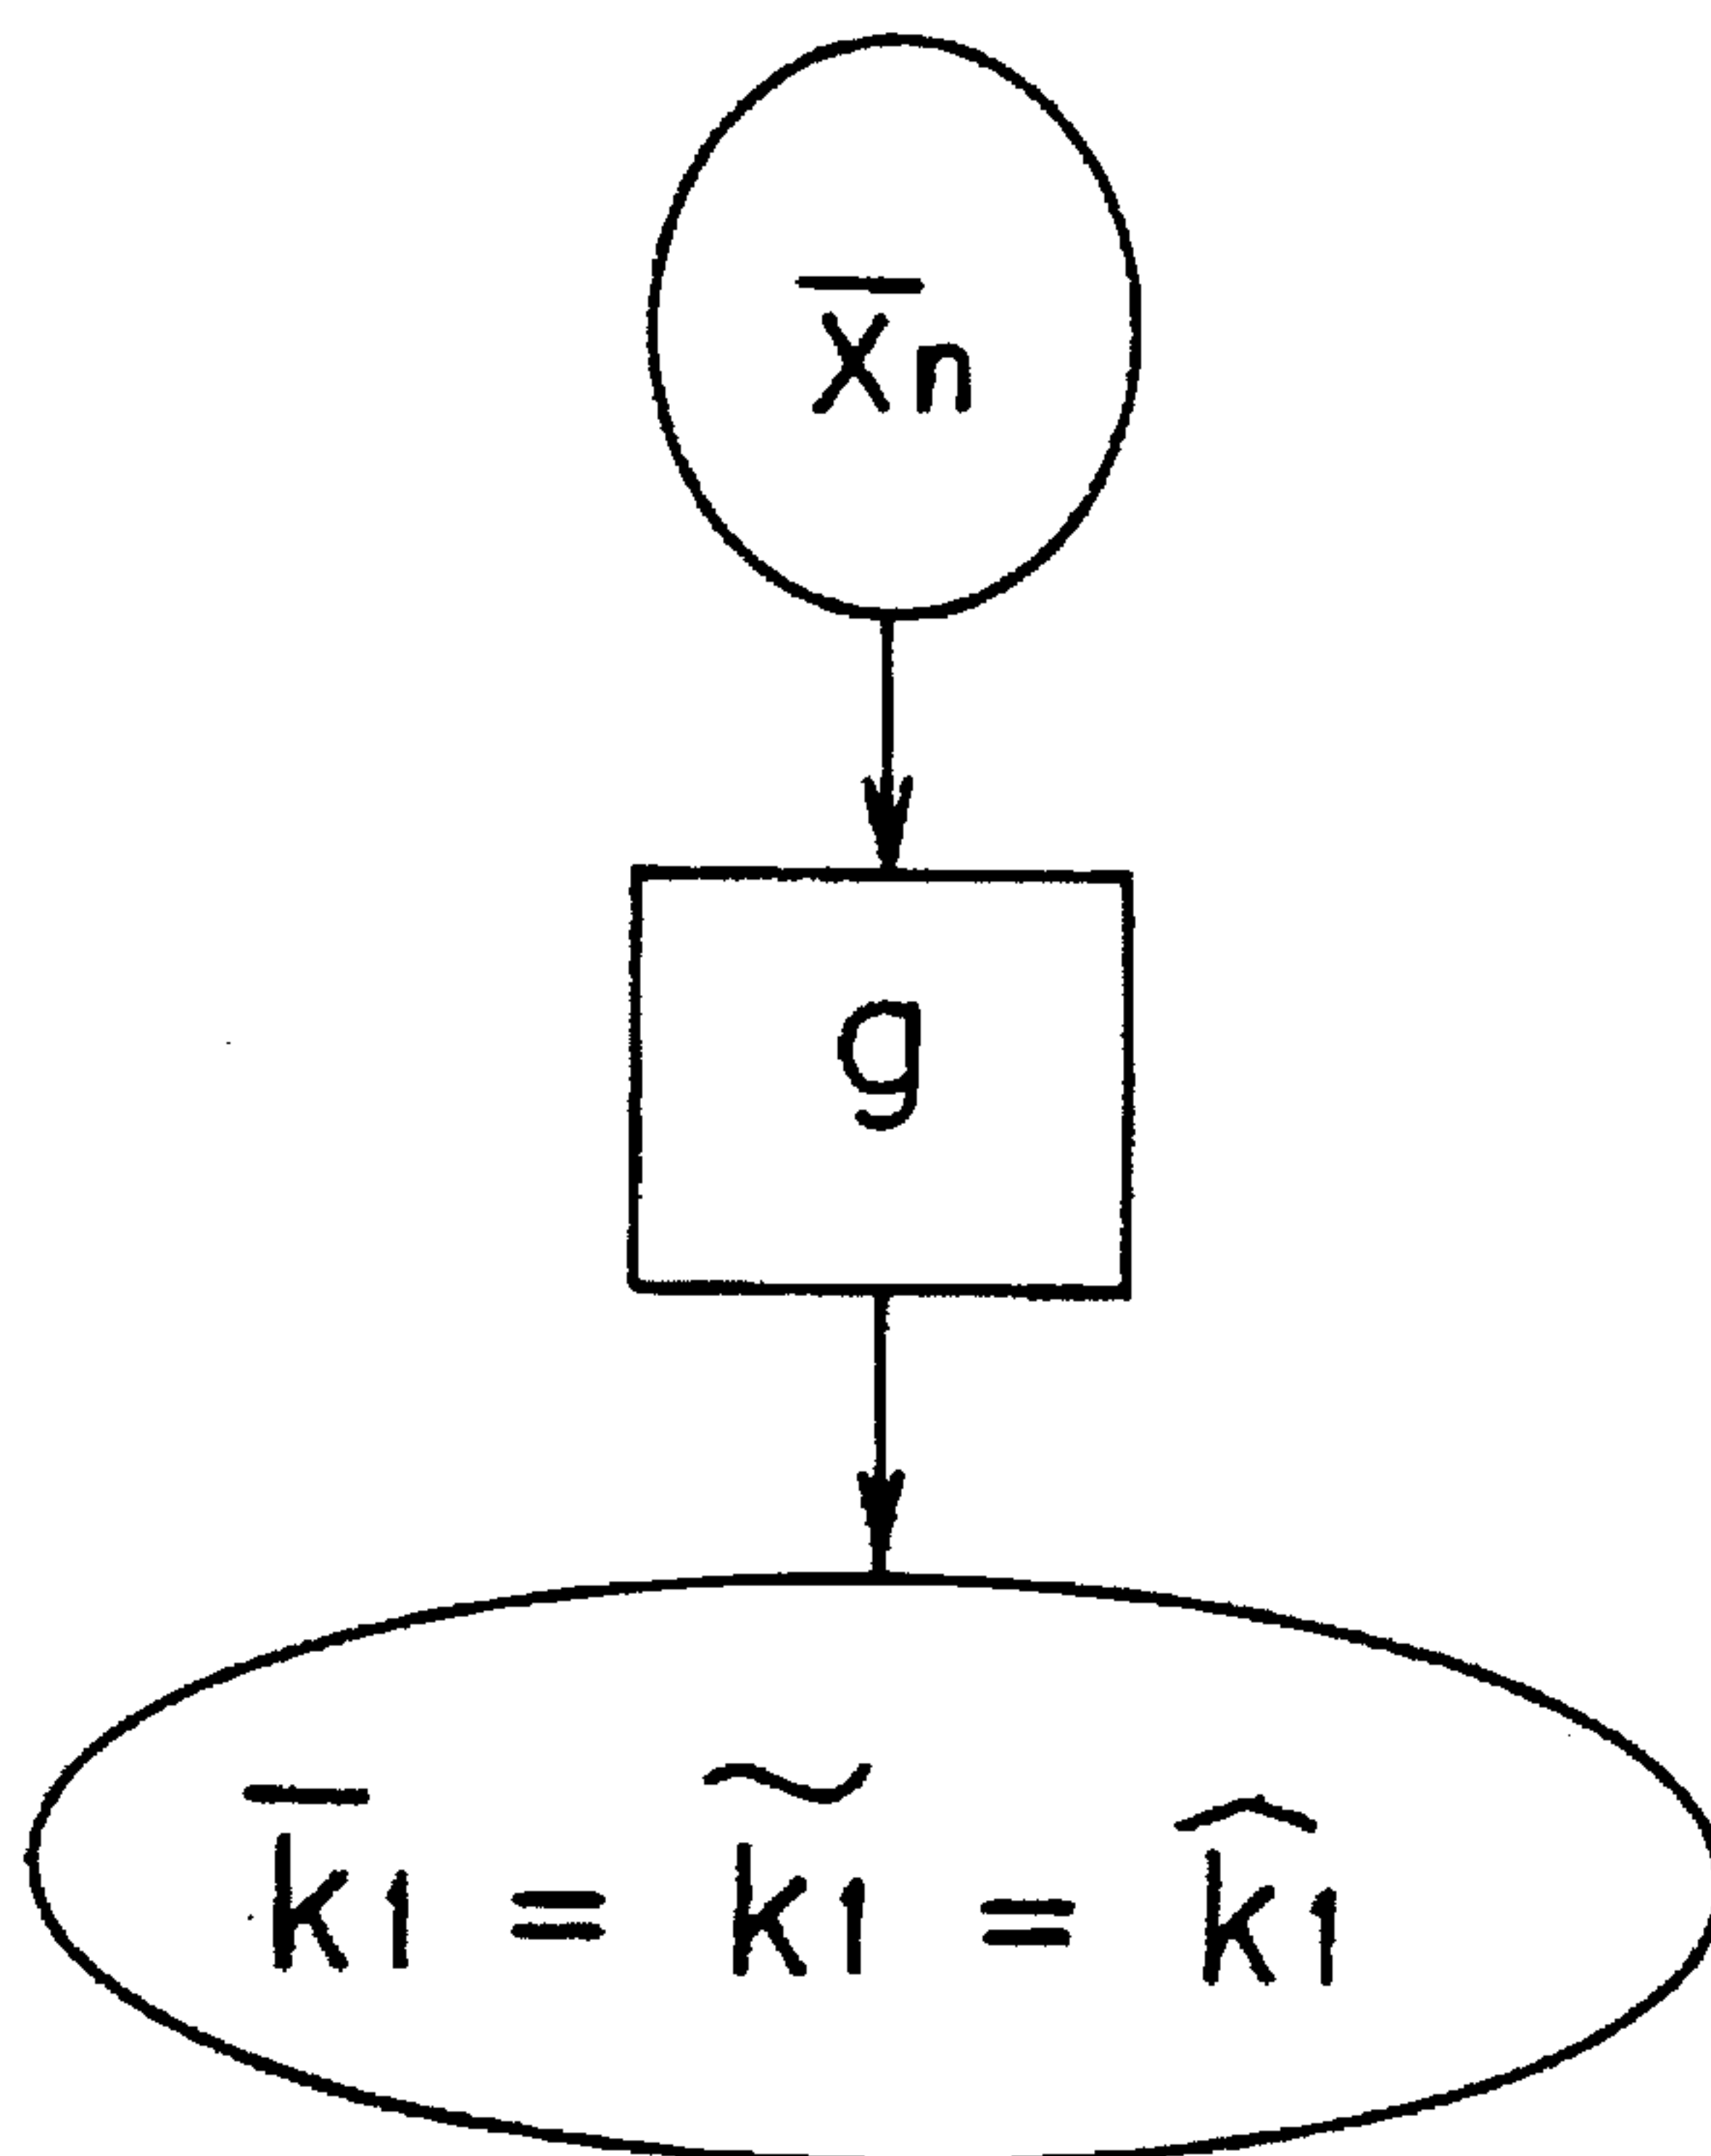 x̅n
g
k̅1 = k̃1 = k̂1